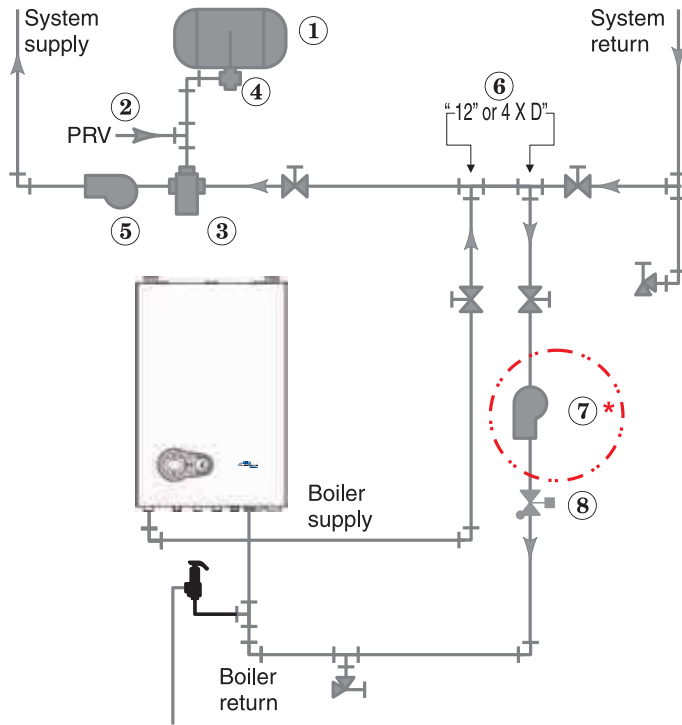 System
supply
1
System
return
2
4
6
PRV
“ 12” or 4 X D”
5
3
7 *
Boiler
supply
8
Boiler
return